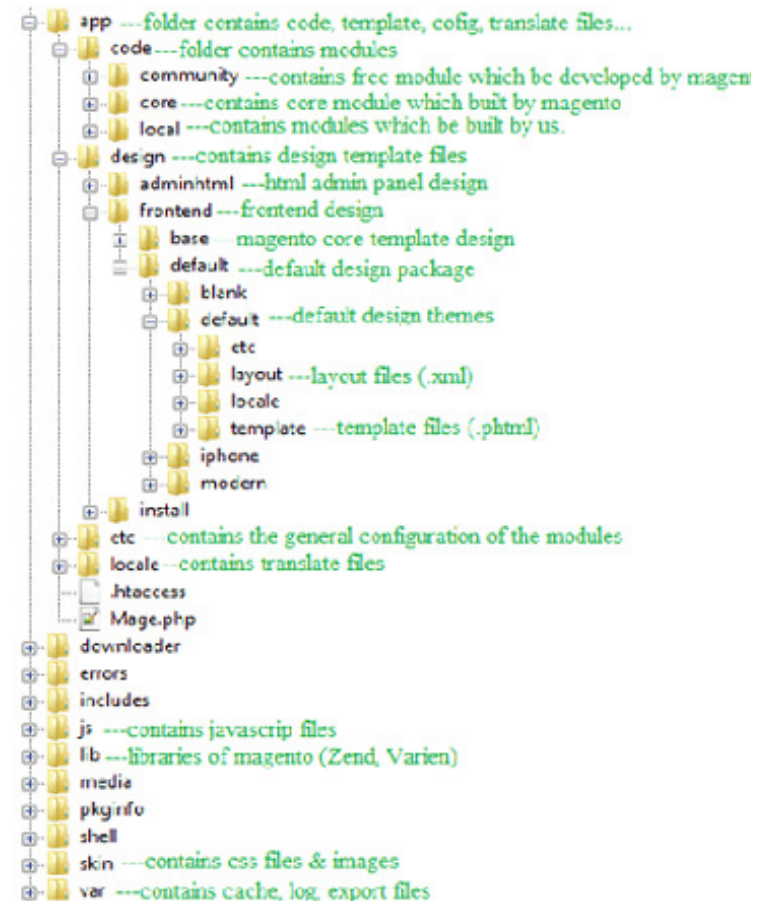 app ---folder contains code, template, cofig, translate files...
code---folder contains modules
community ---contains free module which be developed by magen
core---contains core module which built by magento
local ---contains modules which be built by us.
design ---contains design template files
adminhtml ---html admin panel design
frontend ---frontend design
base ---magento core template design
default ---default design package
blank
default ---default design themes
etc
layout ---layout files (.xml)
locale
template ---template files (.phtml)
iphone
modern
install
etc ---contains the general configuration of the modules
locale---contains translate files
.htaccess
Mage.php
downloader
errors
includes
js ---contains javascrip files
lib ---libraries of magento (Zend, Varien)
media
pkginfo
shell
skin ---contains css files & images
var ---contains cache, log, export files